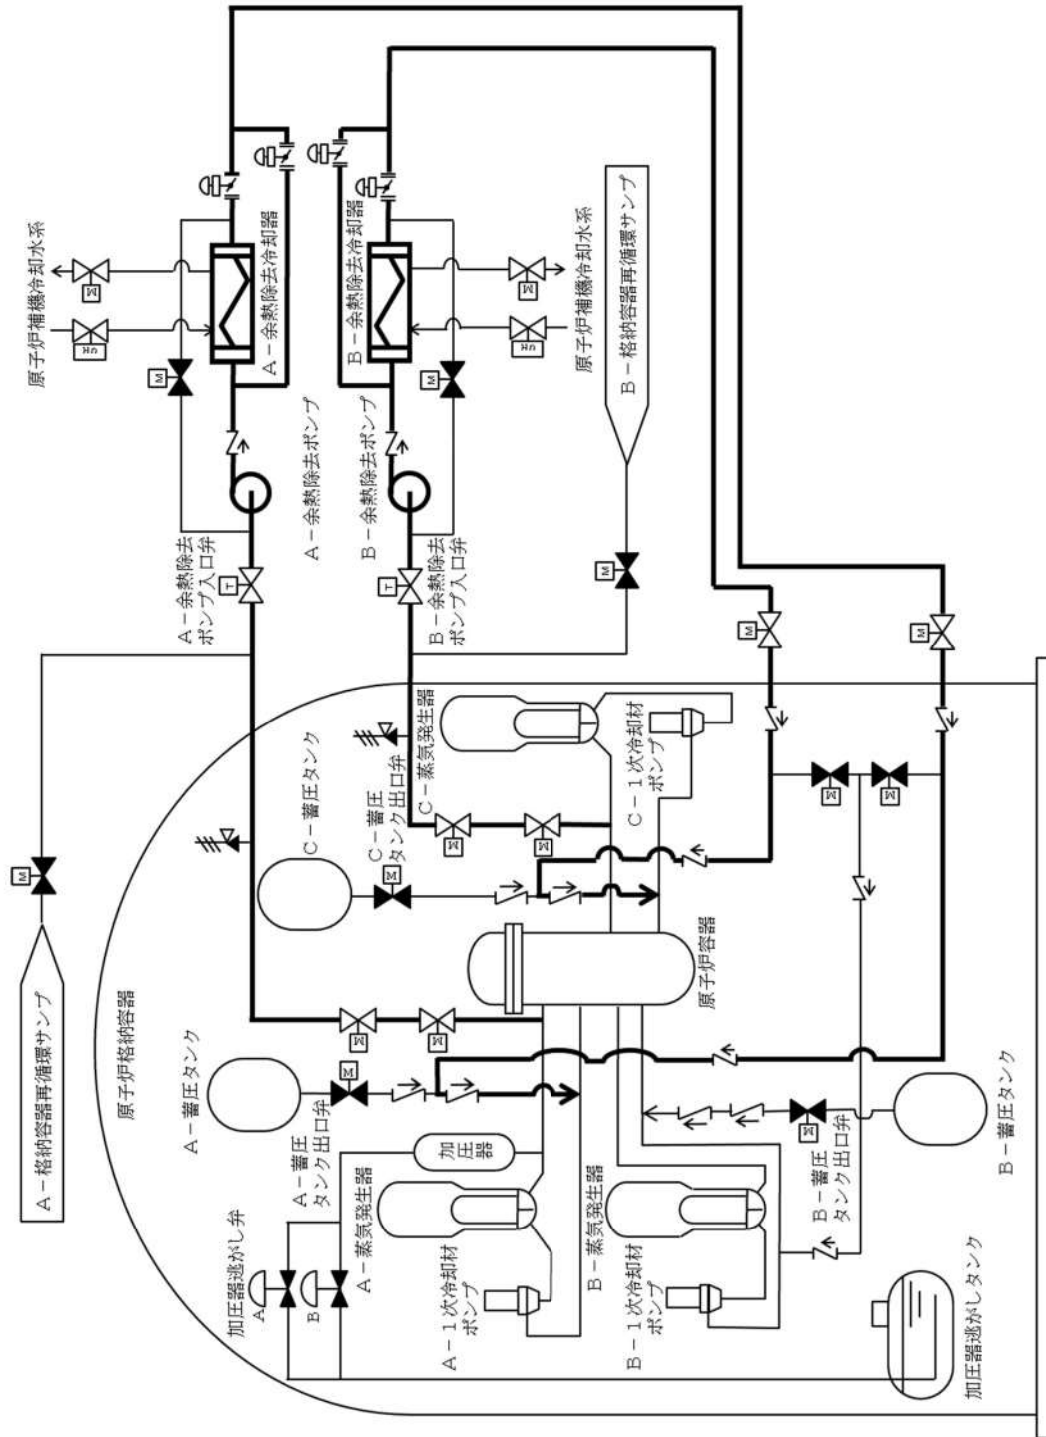 原子炉補機冷却水系
A-余熱除去冷却器
B-余熱除去冷却器
原子炉補機冷却水系
B-格納容器再循環サンプ
A-余熱除去ポンプ
B-余熱除去ポンプ
A-余熱除去
ポンプ入口弁
B-余熱除去
ポンプ入口弁
M
M
M
M
M
M
T
T
M
M
M
C-蒸気発生器
C-1次冷却材
ポンプ
C-蓄圧タンク
C-蓄圧
タンク出口弁
M
M
M
M
M
M
A-格納容器再循環サンプ
原子炉格納容器
原子炉容器
A-蓄圧タンク
M
M
M
A-蓄圧
タンク出口弁
加圧器
B-蓄圧タンク
M
B-蓄圧
タンク出口弁
加圧器逃がし弁
A
B
A-蒸気発生器
A-1次冷却材
ポンプ
B-蒸気発生器
B-1次冷却材
ポンプ
加圧器逃がしタンク